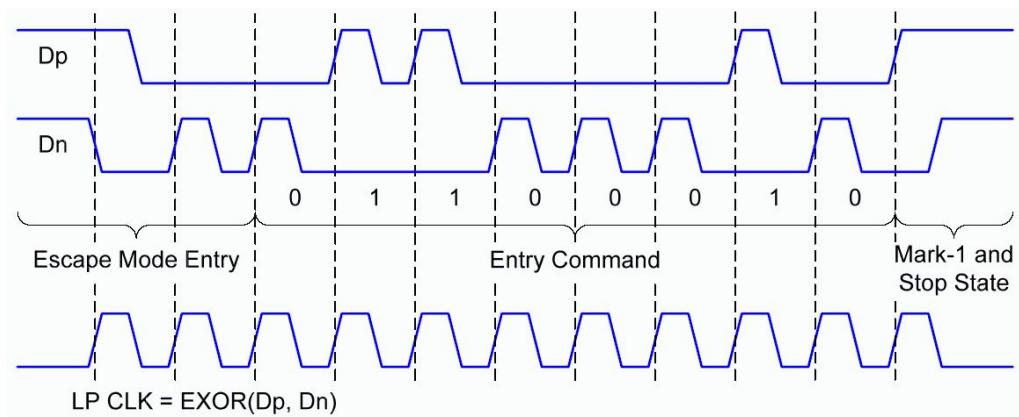 Dp
Dn
0 1 1 0 0 0 1 0
Escape Mode Entry
Entry Command
Mark-1 and
Stop State
LP CLK = EXOR(Dp, Dn)